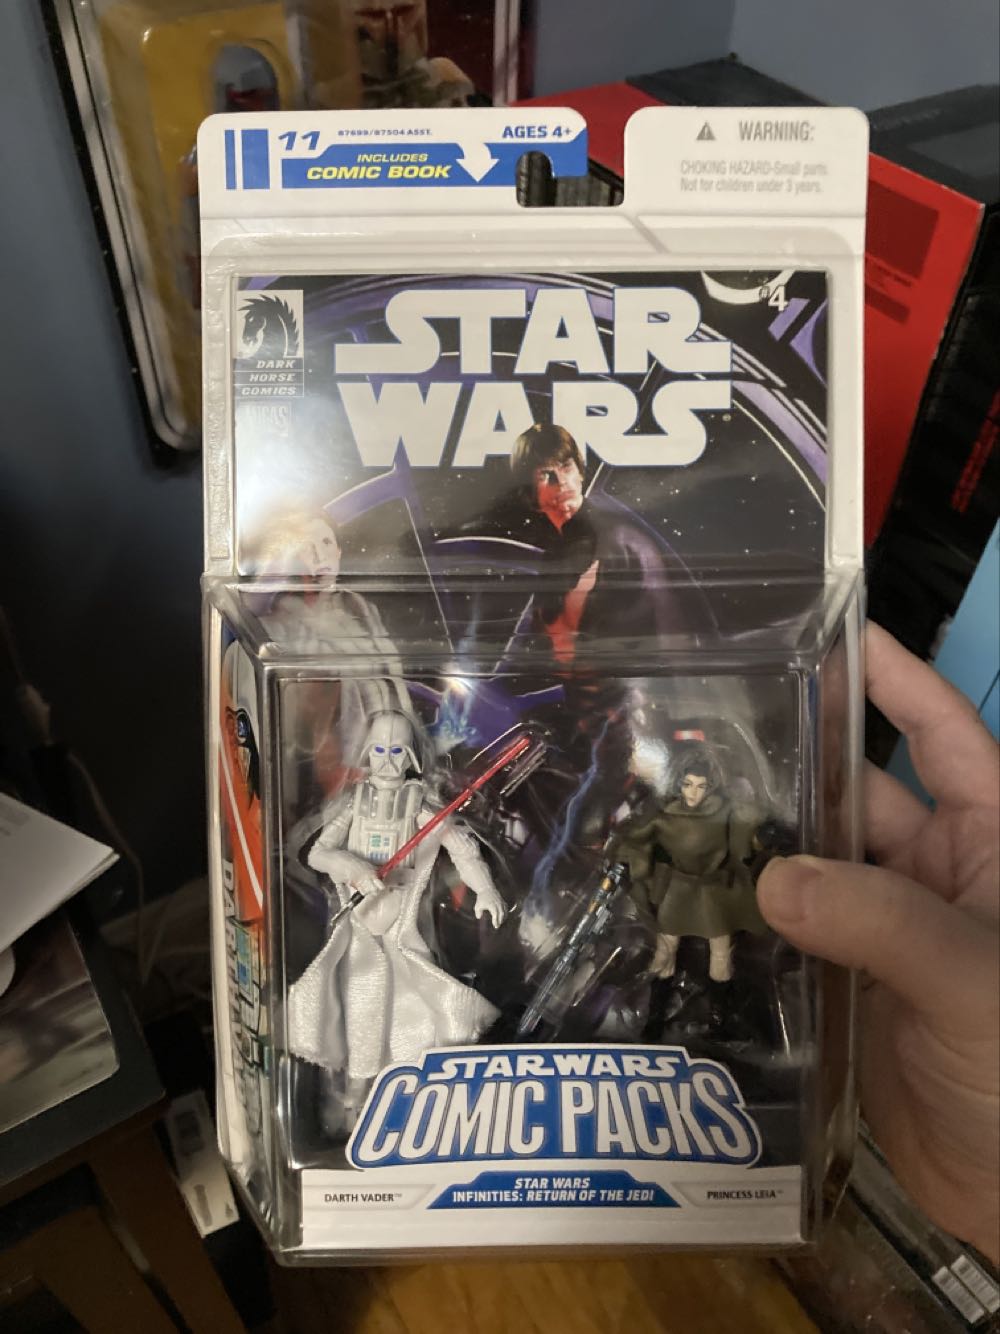 11
87699/87504 ASST.
AGES 4+
INCLUDES
COMIC BOOK
WARNING:
CHOKING HAZARD-Small parts
Not for children under 3 years.
#4
STAR
WARS
DARK
HORSE
COMICS
STAR WARS
COMIC PACKS
STAR WARS
INFINITIES: RETURN OF THE JEDI
DARTH VADER™
PRINCESS LEIA™